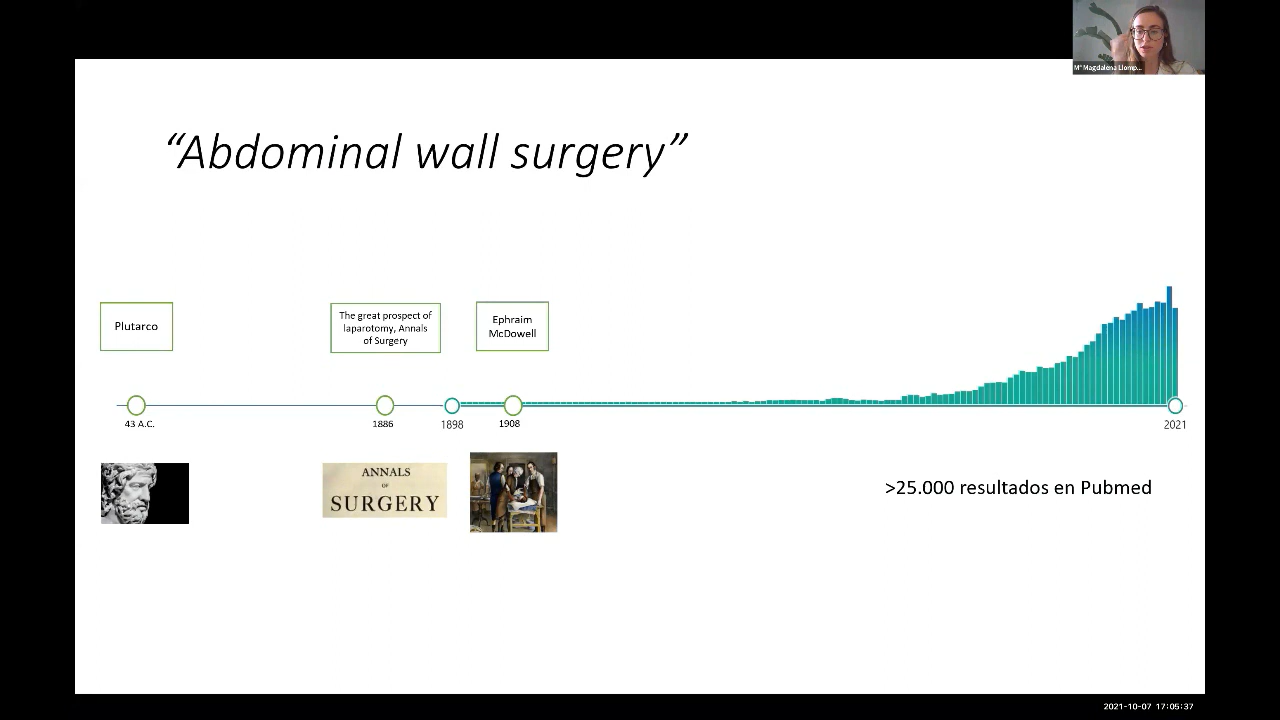 Mª Magdalena Llomp...
“Abdominal wall surgery”
Plutarco
The great prospect of
laparotomy, Annals
of Surgery
Ephraim
McDowell
43 A.C.
1886
1898
1908
2021
ANNALS
OF
SURGERY
>25.000 resultados en Pubmed
2021-10-07 17:05:37